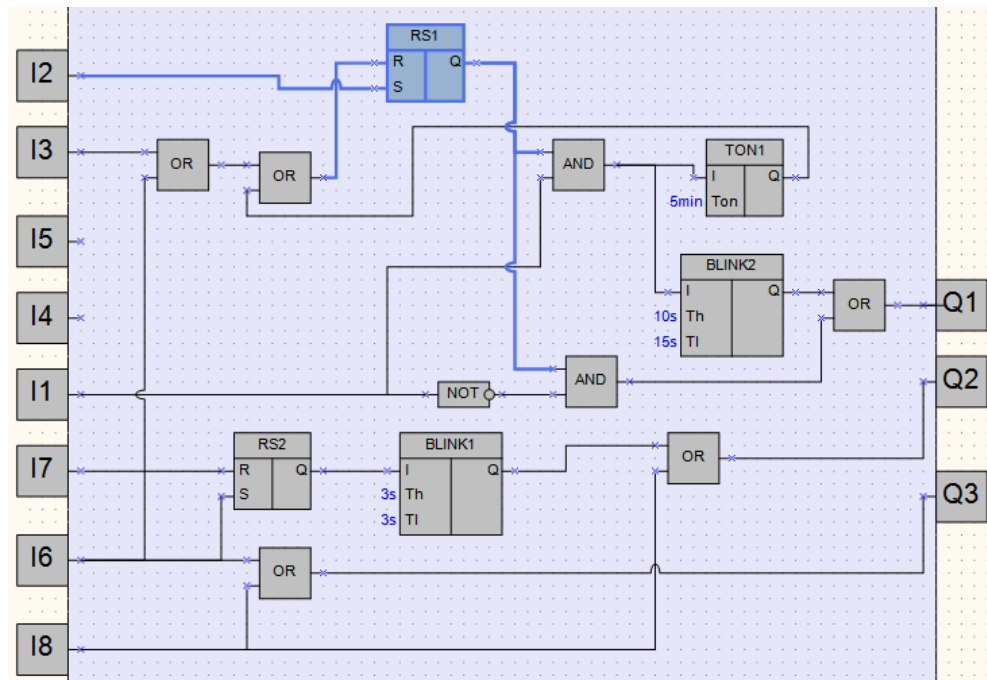 RS1
I2
R Q
S
I3
OR
OR
AND
TON1
I Q
5min Ton
I5
BLINK2
I4
I Q
10s Th
15s Tl
OR
Q1
I1
NOT
AND
Q2
I7
RS2
R Q
S
BLINK1
I Q
3s Th
3s Tl
OR
Q3
I6
OR
I8